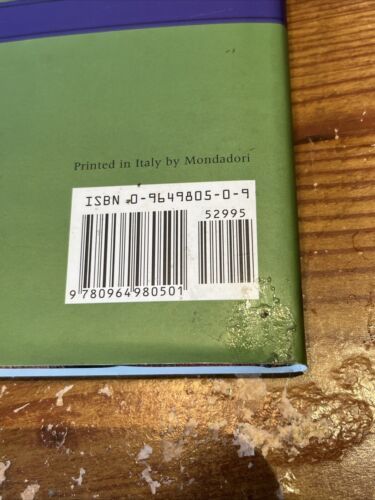 Printed in Italy by Mondadori
ISBN 0-9649805-0-9
52995
9 780964 980501